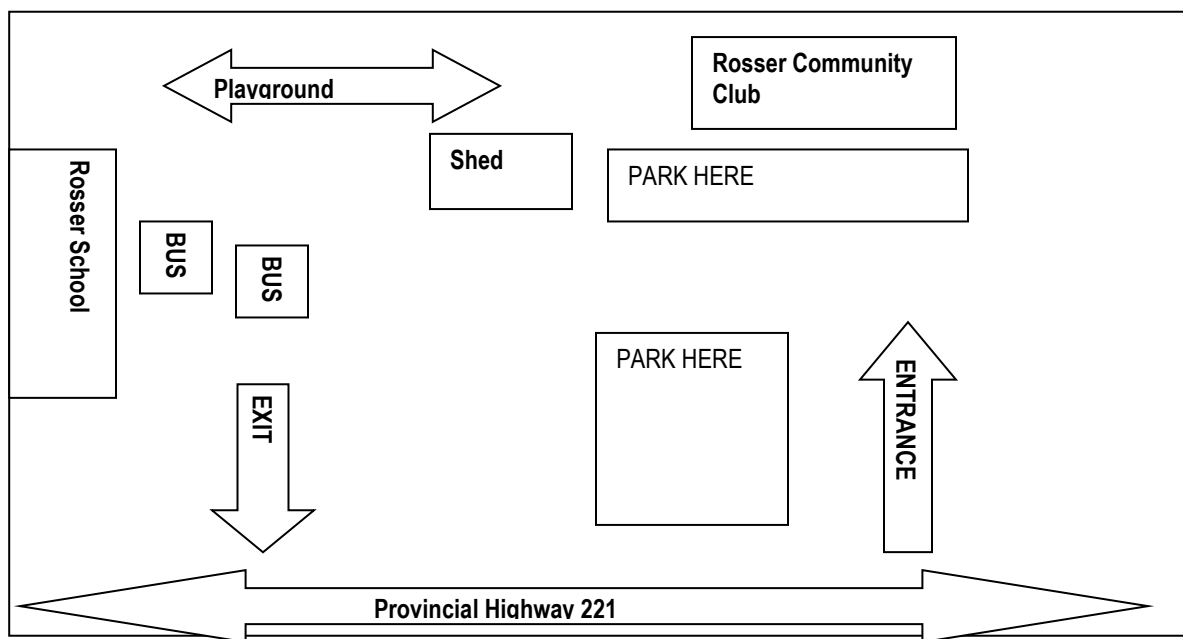 Playground
Rosser Community
Club
Shed
PARK HERE
Rosser School
BUS
BUS
PARK HERE
ENTRANCE
EXIT
Provincial Highway 221